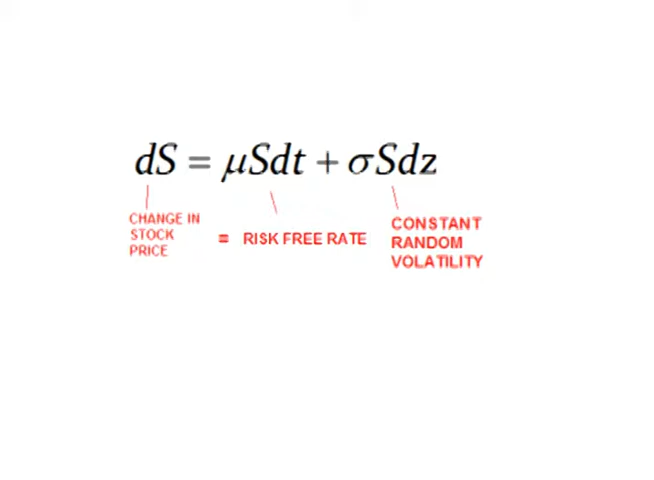 dS = μSdt + σSdz
CHANGE IN
STOCK
PRICE
= RISK FREE RATE
CONSTANT
RANDOM
VOLATILITY